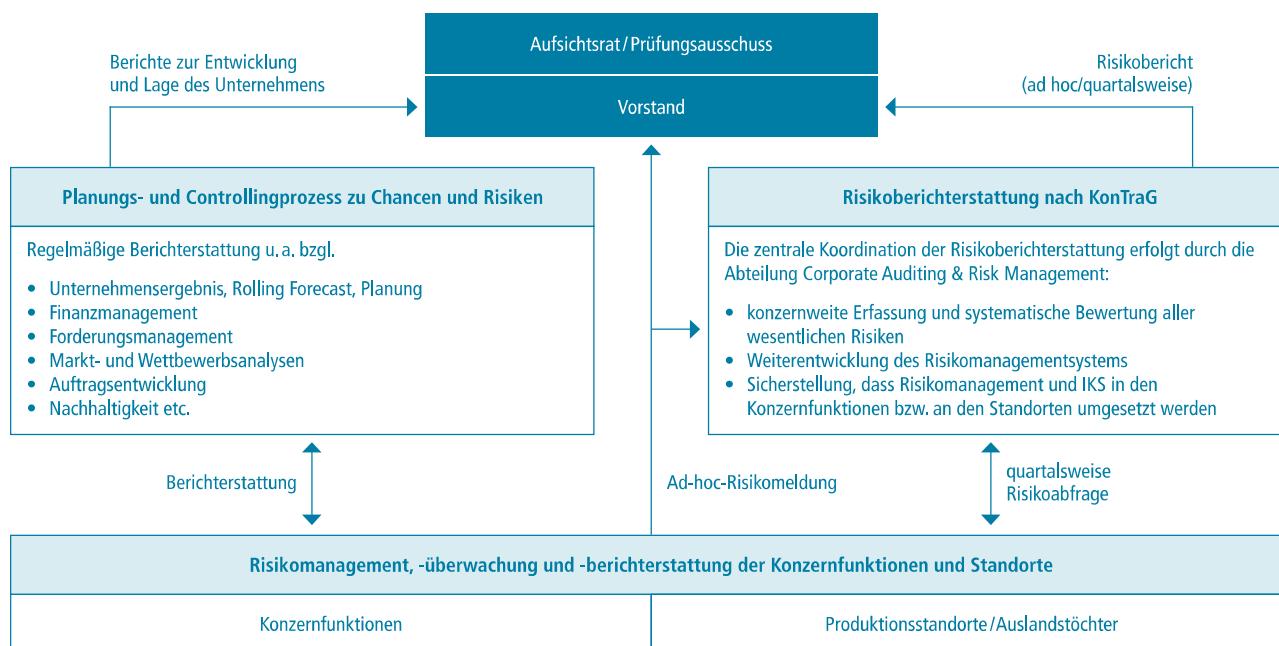 Aufsichtsrat/Prüfungsausschuss
Vorstand
Berichte zur Entwicklung
und Lage des Unternehmens
Risikobericht
(ad hoc/quartalsweise)
Planungs- und Controllingprozess zu Chancen und Risiken
Regelmäßige Berichterstattung u. a. bzgl.
• Unternehmensergebnis, Rolling Forecast, Planung
• Finanzmanagement
• Forderungsmanagement
• Markt- und Wettbewerbsanalysen
• Auftragsentwicklung
• Nachhaltigkeit etc.
Risikoberichterstattung nach KonTraG
Die zentrale Koordination der Risikoberichterstattung erfolgt durch die
Abteilung Corporate Auditing & Risk Management:
• konzernweite Erfassung und systematische Bewertung aller
wesentlichen Risiken
• Weiterentwicklung des Risikomanagementsystems
• Sicherstellung, dass Risikomanagement und IKS in den
Konzernfunktionen bzw. an den Standorten umgesetzt werden
Berichterstattung
Ad-hoc-Risikomeldung
quartalsweise
Risikoabfrage
Risikomanagement, -überwachung und -berichterstattung der Konzernfunktionen und Standorte
Konzernfunktionen
Produktionsstandorte/Auslandstöchter